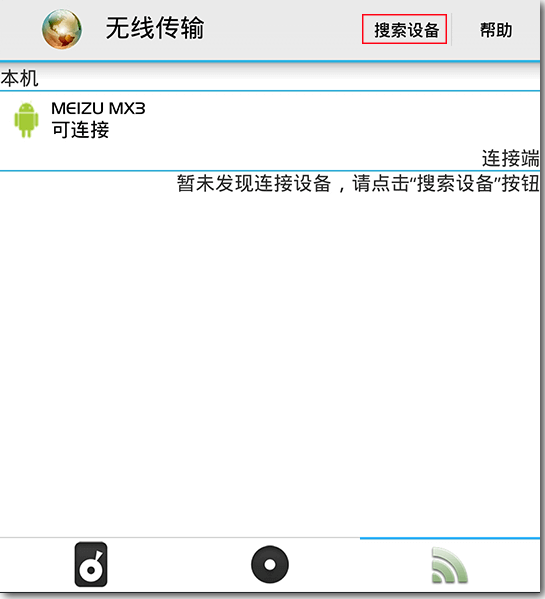 无线传输 搜索设备 帮助
本机
MEIZU MX3
可连接
连接端
暂未发现连接设备，请点击“搜索设备”按钮